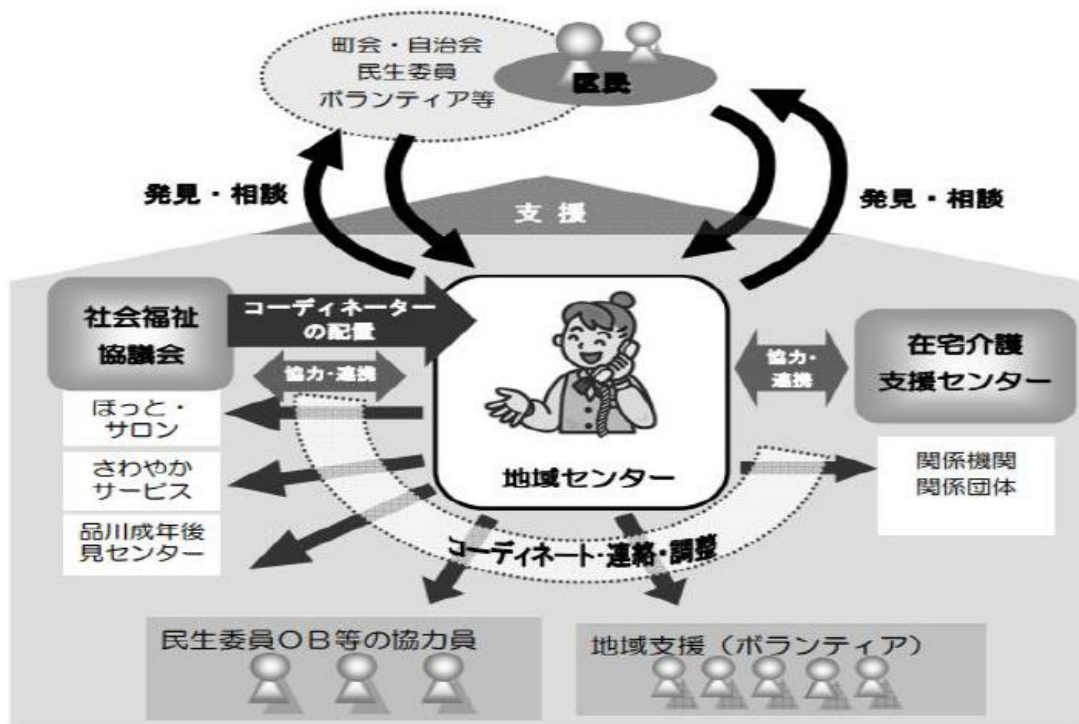 町会・自治会
民生委員
ボランティア等
区民
発見・相談
発見・相談
支 援
社会福祉
協議会
コーディネーター
の配置
協力・連携
協力・
連携
在宅介護
支援センター
ほっと・
サロン
さわやか
サービス
品川成年後
見センター
地域センター
関係機関
関係団体
コーディネート・連絡・調整
民生委員OB等の協力員
地域支援（ボランティア）